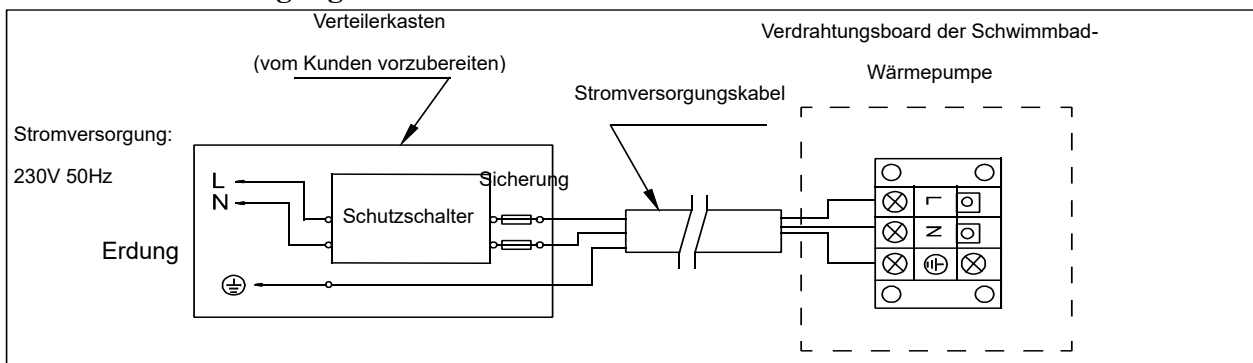 Verteilerkasten
(vom Kunden vorzubereiten)
Verdrahtungsboard der Schwimmbad-
Wärmepumpe
Stromversorgungskabel
Stromversorgung:
230V 50Hz
L
N
Sicherung
Schutzschalter
Erdung
L
N